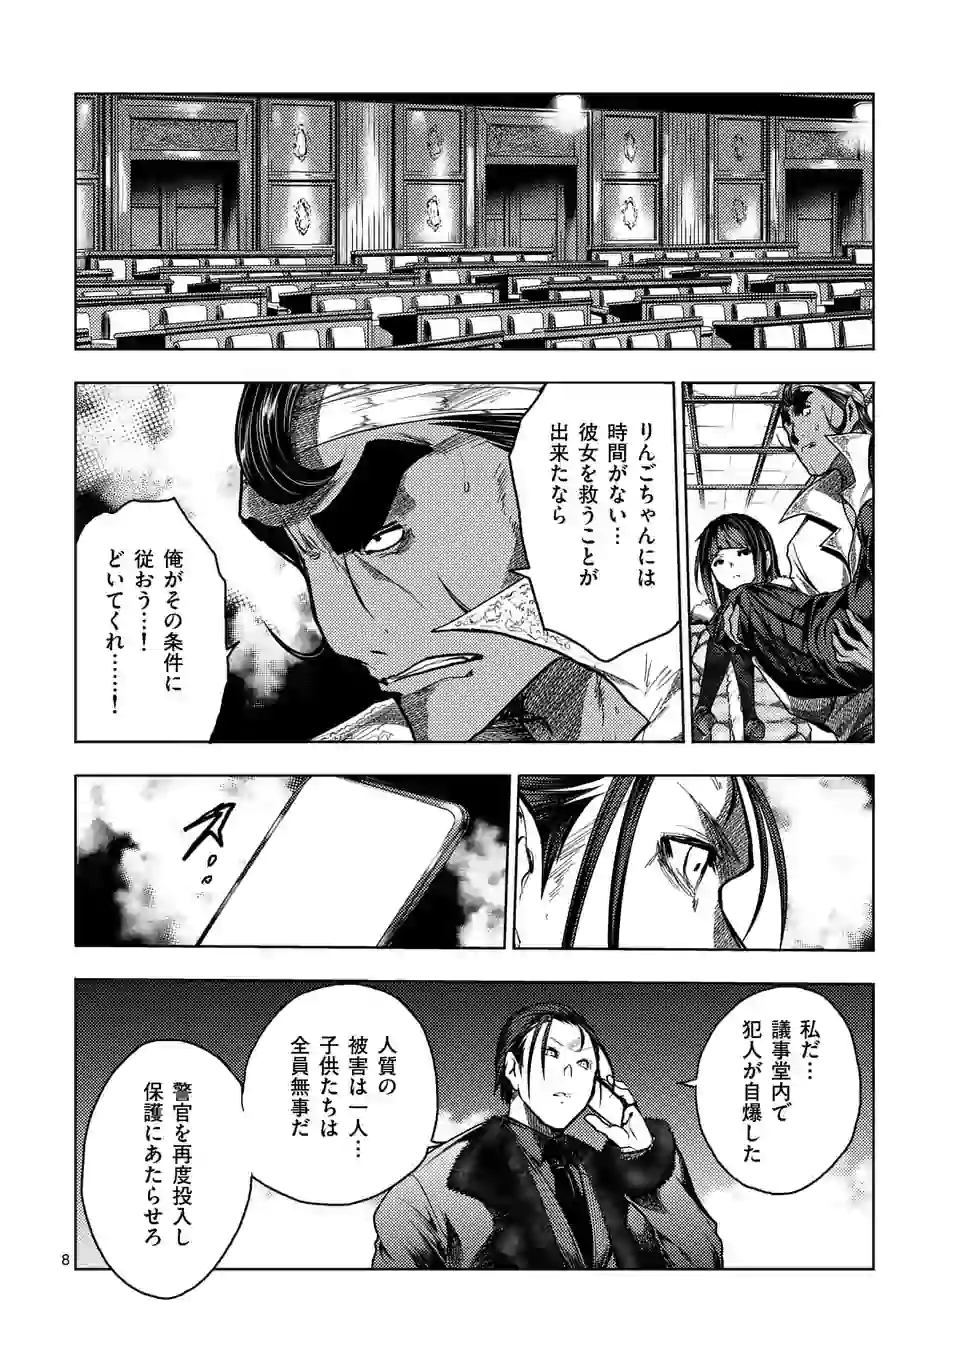 りんごちゃんには
時間がない…
彼女を救うことが
出来たなら
俺がその条件に
従おう…！
どいてくれ……！
ス…
私だ…
議事堂内で
犯人が自爆した
人質の
被害は一人…
子供たちは
全員無事だ
警官を再度投入し
保護にあたらせろ
8